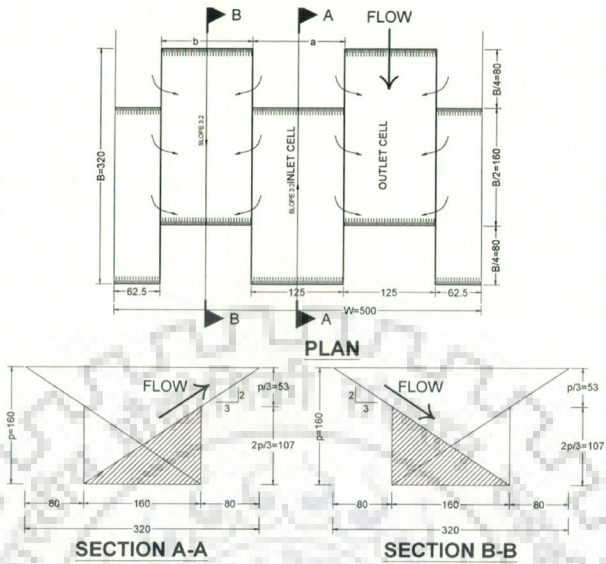 B
A
FLOW
b
a
B/4=80
B=320
SLOPE 3:2
SLOPE 3:2
INLET CELL
OUTLET CELL
B/2=160
B/4=80
62.5
125
125
62.5
B
A
W=500
PLAN
FLOW
2
3
p=160
p/3=53
2p/3=107
80
160
80
320
SECTION A-A
FLOW
2
3
p=160
p/3=53
2p/3=107
80
160
80
320
SECTION B-B